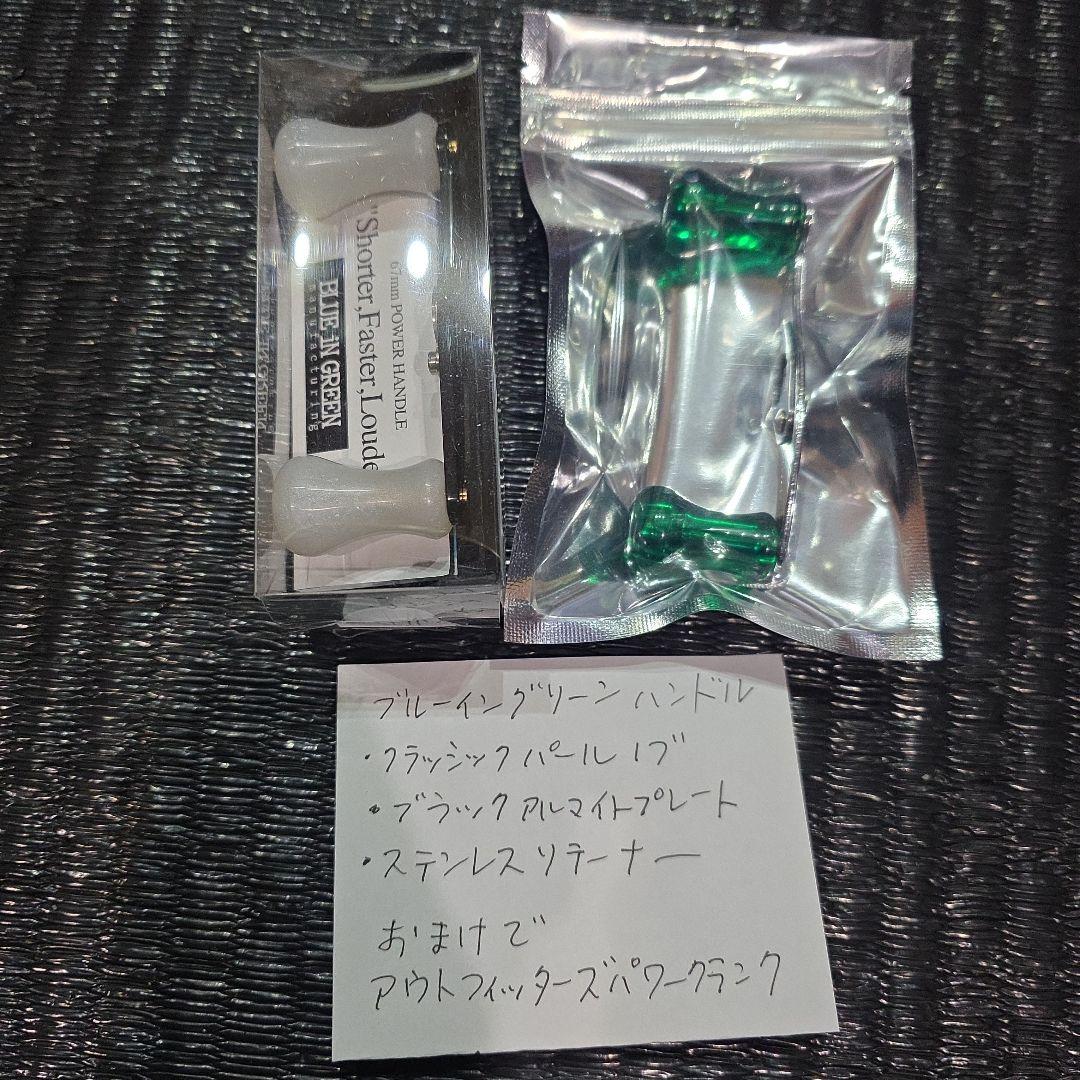 "Shorter,Faster,Loude
67mm POWER HANDLE
BLUE iN GREEN
manufacturing
ブルーイングリーン ハンドル
・クラッシック パールノブ
・ブラック アルマイトプレート
・ステンレス リテーナー
おまけで
アウトフィッターズパワークランク